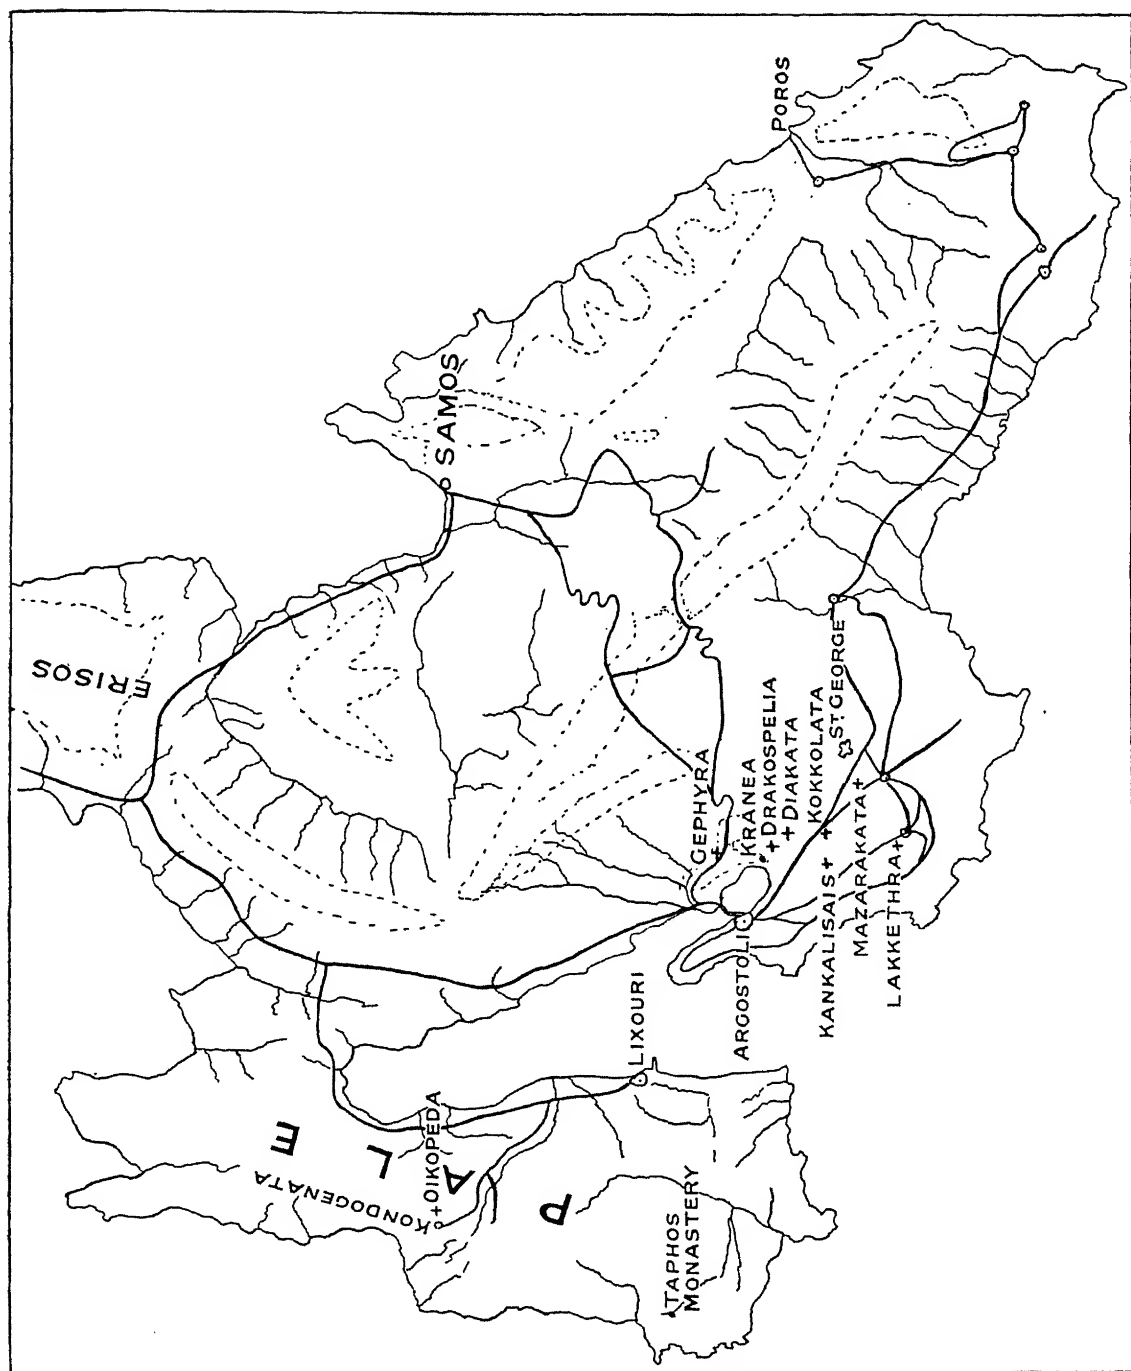 ERISOS
SAMOS
POROS
PALE
KONDOGENATA
+OIKOPEDA
LIXOURI
TAPHOS
MONASTERY
GEPHYRA
+
KRANEA
+DRAKOSPELIA
+DIAKATA
KOKKOLATA
+
ST GEORGE
ARGOSTOLI
KANKALISAIS+
MAZARAKATA+
LAKKETHRA+